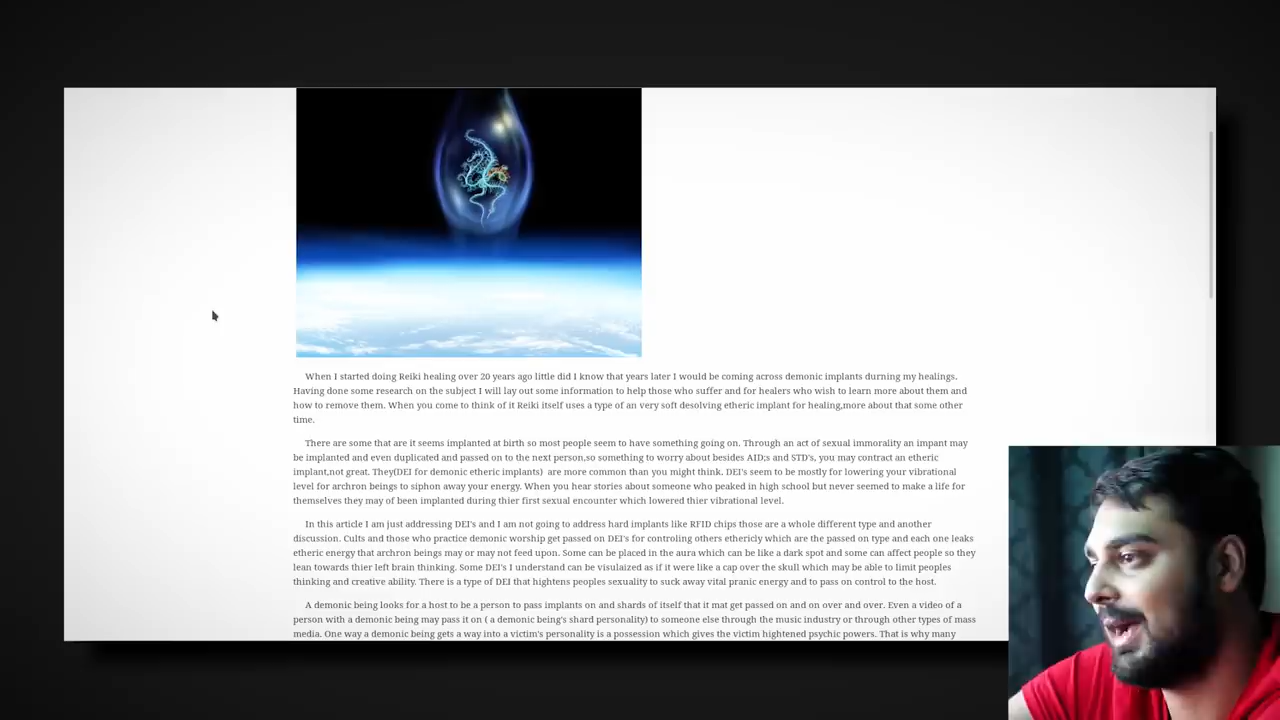 When I started doing Reiki healing over 20 years ago little did I know that years later I would be coming across demonic implants durning my healings.
Having done some research on the subject I will lay out some information to help those who suffer and for healers who wish to learn more about them and
how to remove them. When you come to think of it Reiki itself uses a type of an very soft desolving etheric implant for healing,more about that some other
time.
There are some that are it seems implanted at birth so most people seem to have something going on. Through an act of sexual immorality an impant may
be implanted and even duplicated and passed on to the next person,so something to worry about besides AID;s and STD's, you may contract an etheric
implant,not great. They(DEI for demonic etheric implants) are more common than you might think. DEI's seem to be mostly for lowering your vibrational
level for archron beings to siphon away your energy. When you hear stories about someone who peaked in high school but never seemed to make a life for
themselves they may of been implanted during thier first sexual encounter which lowered thier vibrational level.
In this article I am just addressing DEI's and I am not going to address hard implants like RFID chips those are a whole different type and another
discussion. Cults and those who practice demonic worship get passed on DEI's for controling others ethericly which are the passed on type and each one leaks
etheric energy that archron beings may or may not feed upon. Some can be placed in the aura which can be like a dark spot and some can affect people so they
lean towards thier left brain thinking. Some DEI's I understand can be visulaized as if it were like a cap over the skull which may be able to limit peoples
thinking and creative ability. There is a type of DEI that hightens peoples sexuality to suck away vital pranic energy and to pass on control to the host.
A demonic being looks for a host to be a person to pass implants on and shards of itself that it mat get passed on and on over and over. Even a video of a
person with a demonic being may pass it on ( a demonic being's shard personality) to someone else through the music industry or through other types of mass
media. One way a demonic being gets a way into a victim's personality is a possession which gives the victim hightened psychic powers. That is why many